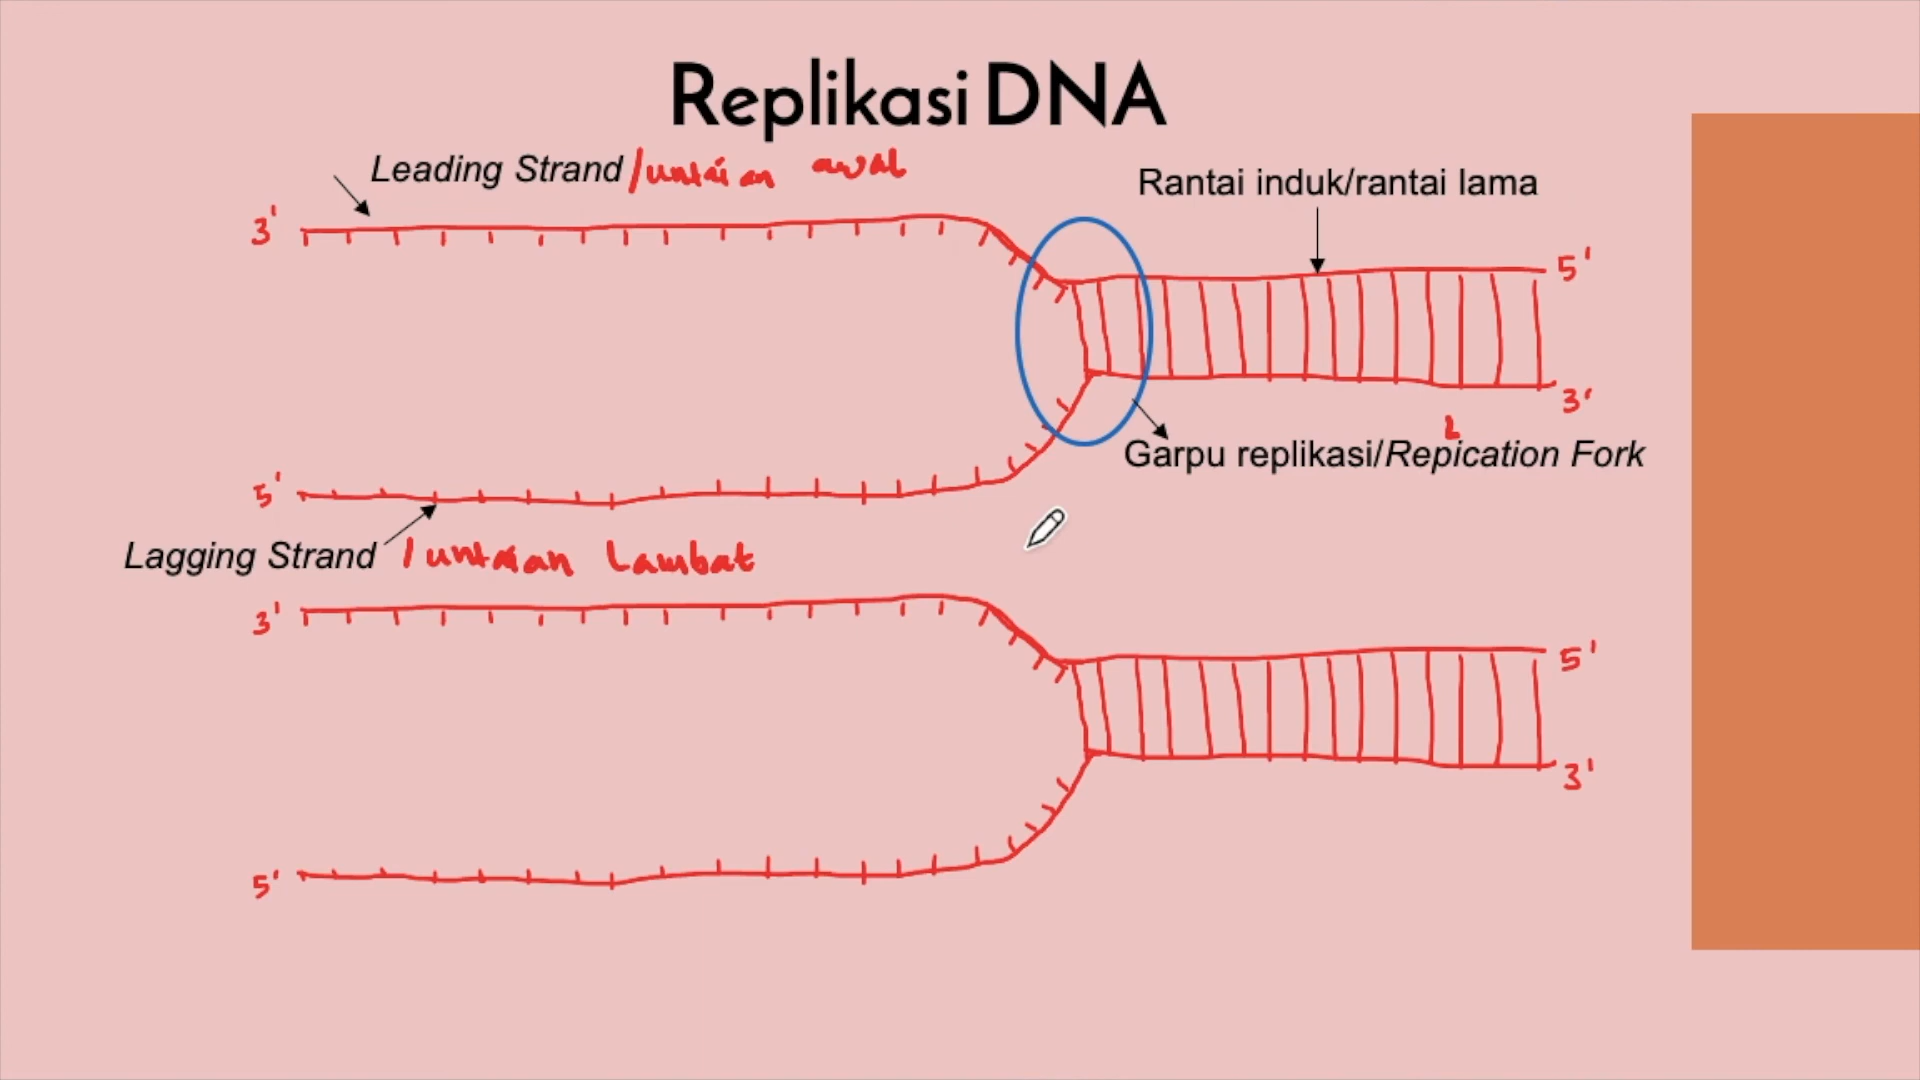 Replikasi DNA
Leading Strand/untaian awal
Rantai induk/rantai lama
3'
5'
3'
l
Garpu replikasi/Repication Fork
5'
Lagging Strand /untaian Lambat
3'
5'
3'
5'